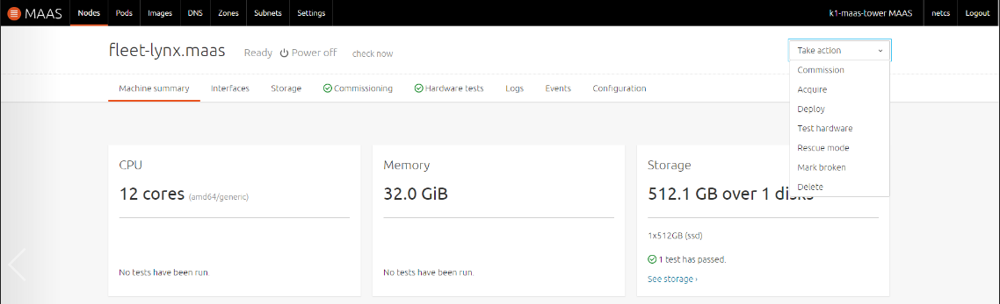 MAAS Nodes Pods Images DNS Zones Subnets Settings k1-maas-tower MAAS netcs Logout
fleet-lynx.maas Ready Power off check now Take action
Commission
Acquire
Deploy
Test hardware
Rescue mode
Mark broken
Delete
Machine summary Interfaces Storage Commissioning Hardware tests Logs Events Configuration
CPU
12 cores (amd64/generic)
No tests have been run.
Memory
32.0 GiB
No tests have been run.
Storage
512.1 GB over 1 disks
1x512GB (ssd)
1 test has passed.
See storage ›